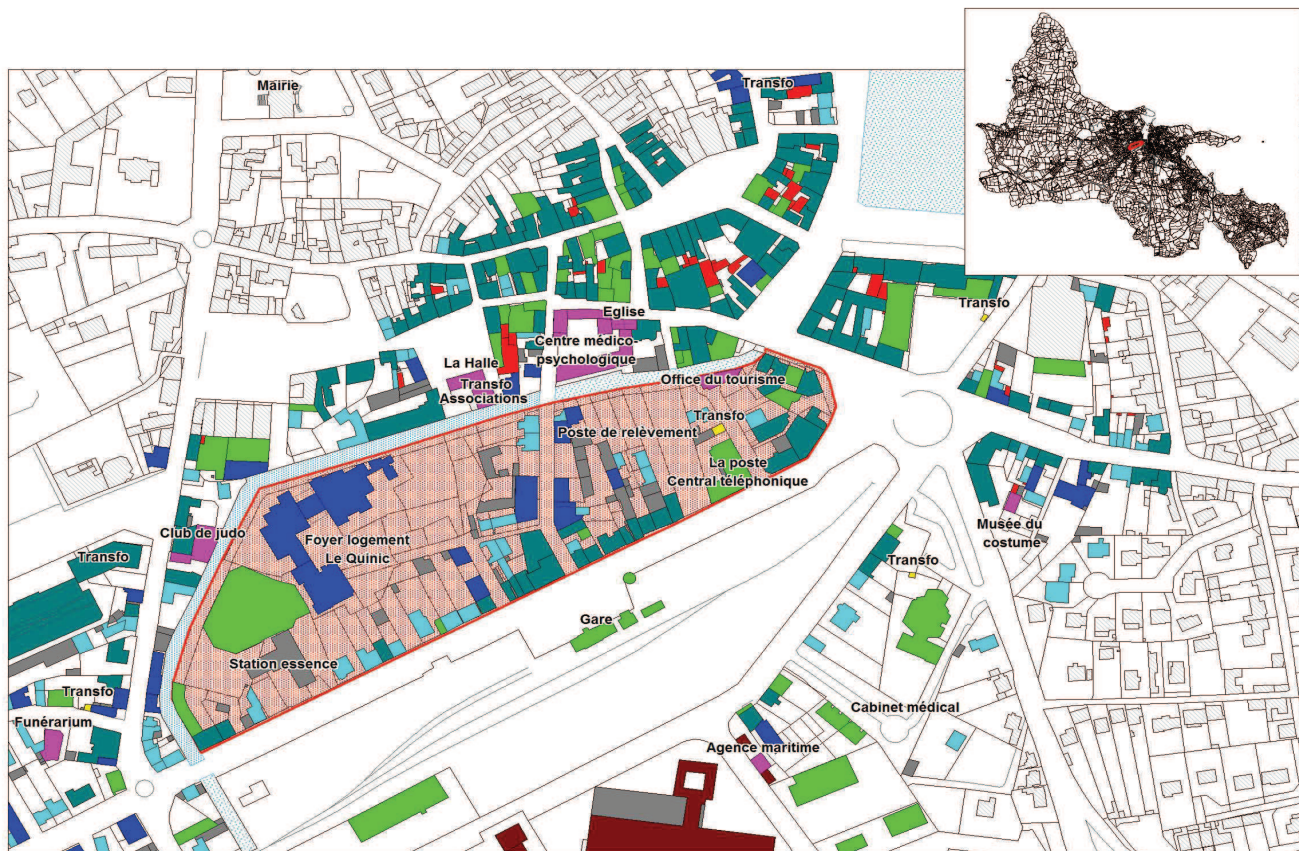 Mairie
Transfo
Transfo
Eglise
Centre médico-
psychologique
La Halle
Transfo
Associations
Office du tourisme
Transfo
Poste de relèvement
La poste
Central téléphonique
Club de judo
Foyer logement
Le Quinic
Musée du
costume
Transfo
Transfo
Gare
Station essence
Transfo
Funérarium
Cabinet médical
Agence maritime